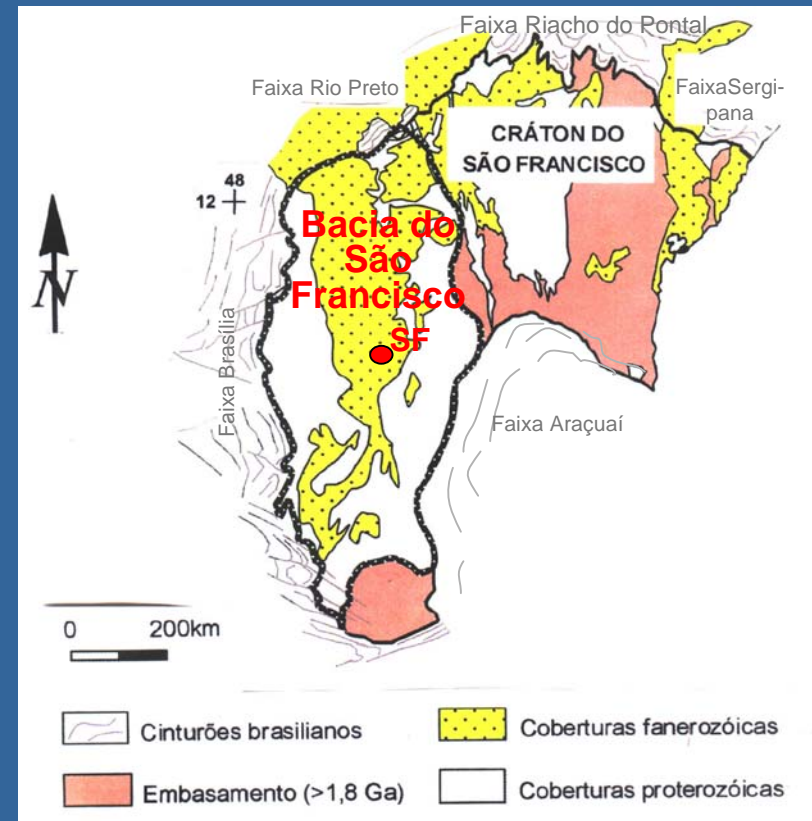 Faixa Riacho do Pontal
Faixa Rio Preto
FaixaSergi-
pana
CRÁTON DO
SÃO FRANCISCO
48
12
Bacia do
São
Francisco
SF
N
Faixa Brasília
Faixa Araçuaí
0 200km
Cinturões brasilianos
Coberturas fanerozóicas
Embasamento (>1,8 Ga)
Coberturas proterozóicas